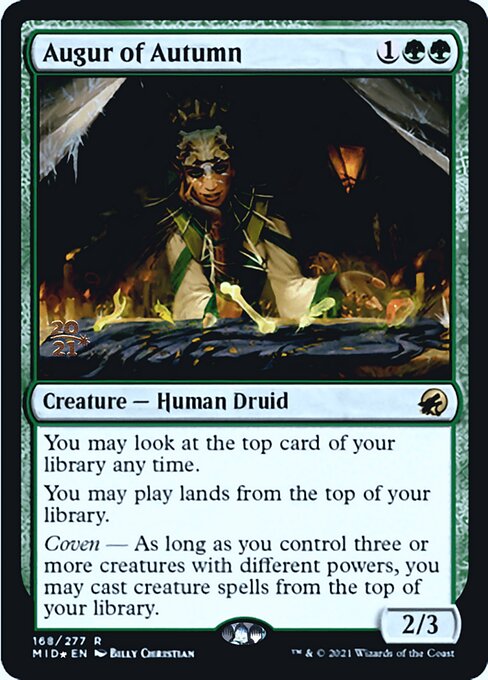 Augur of Autumn 1
20
21
Creature — Human Druid
You may look at the top card of your
library any time.
You may play lands from the top of your
library.
Coven — As long as you control three or
more creatures with different powers, you
may cast creature spells from the top of
your library.
2/3
168/277 R
MID★EN Billy Christian
™ & © 2021 Wizards of the Coast